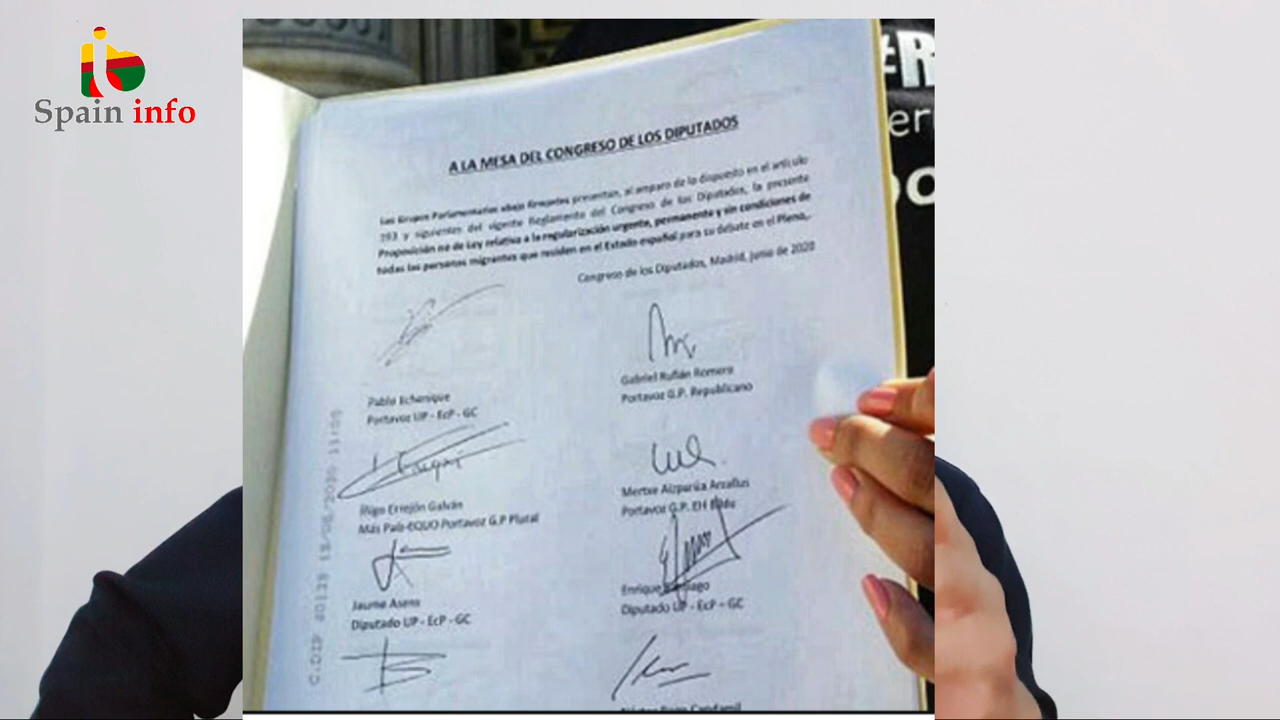 Spain info
A LA MESA DEL CONGRESO DE LOS DIPUTADOS
Los Grupos Parlamentarios abajo firmantes presentan, al amparo de lo dispuesto en el artículo
193 y siguientes del vigente Reglamento del Congreso de los Diputados, la presente
Proposición no de Ley relativa a la regularización urgente, permanente y sin condiciones de
todas las personas migrantes que residen en el Estado español para su debate en el Pleno.
Congreso de los Diputados, Madrid, junio de 2020
Pablo Echenique
Portavoz UP - EcP - GC
Gabriel Rufián Romero
Portavoz G.P. Republicano
Íñigo Errejón Galván
Más País-EQUO Portavoz G.P Plural
Mertxe Aizpurúa Arzallus
Portavoz G.P. EH Bildu
Jaume Asens
Diputado UP - EcP - GC
Enrique Santiago
Diputado UP - EcP - GC
C.DIP
#R
er